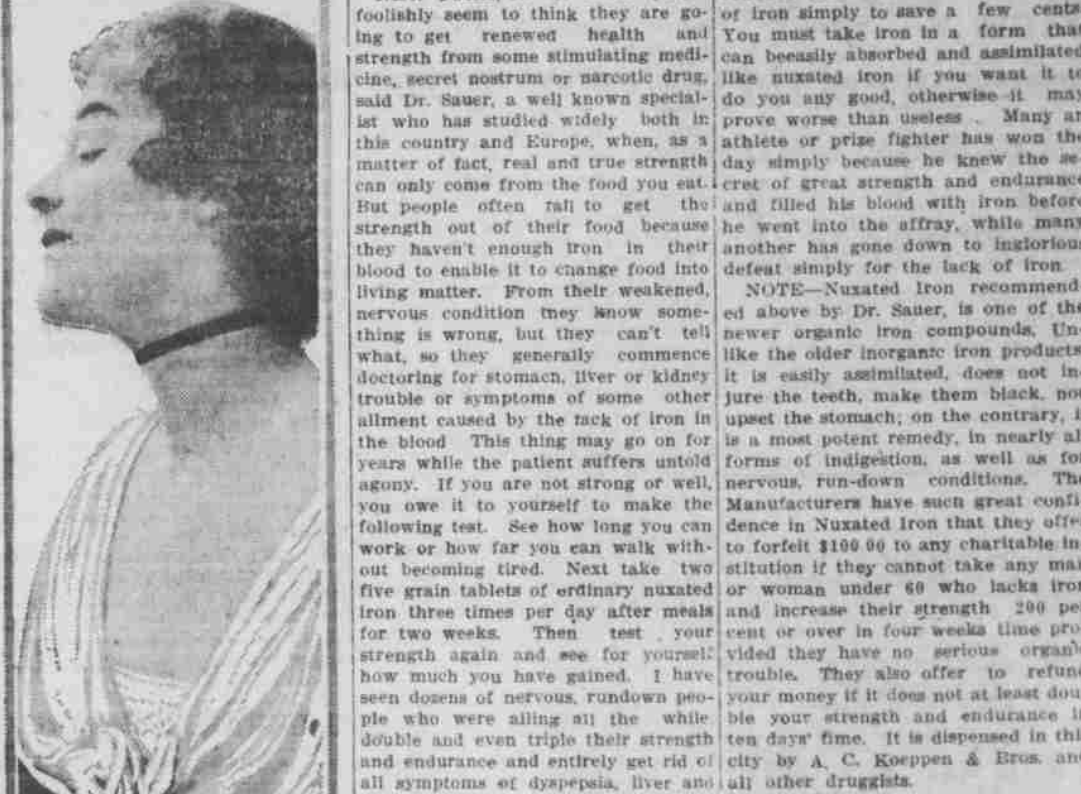 foolishly seem to think they are go-
ing to get renewed health and
strength from some stimulating medi-
cine, secret nostrum or narcotic drug,
said Dr. Sauer, a well known special-
ist who has studied widely both in
this country and Europe, when, as a
matter of fact, real and true strength
can only come from the food you eat.
But people often fail to get the
strength out of their food because
they haven't enough iron in their
blood to enable it to change food into
living matter. From their weakened,
nervous condition they know some-
thing is wrong, but they can't tell
what, so they generally commence
doctoring for stomach, liver or kidney
trouble or symptoms of some other
ailment caused by the lack of iron in
the blood This thing may go on for
years while the patient suffers untold
agony. If you are not strong or well,
you owe it to yourself to make the
following test. See how long you can
work or how far you can walk with-
out becoming tired. Next take two
five grain tablets of ordinary nuxated
iron three times per day after meals
for two weeks. Then test your
strength again and see for yourself
how much you have gained. I have
seen dozens of nervous, rundown peo-
ple who were ailing all the while
double and even triple their strength
and endurance and entirely get rid of
all symptoms of dyspepsia, liver and
of iron simply to save a few cents
You must take iron in a form that
can beeasily absorbed and assimilated
like nuxated iron if you want it to
do you any good, otherwise it may
prove worse than useless . Many an
athlete or prize fighter has won the
day simply because he knew the se-
cret of great strength and endurance
and filled his blood with iron before
he went into the affray, while many
another has gone down to inglorious
defeat simply for the lack of iron.
NOTE—Nuxated Iron recommend-
ed above by Dr. Sauer, is one of the
newer organic iron compounds. Un-
like the older inorganic iron products
it is easily assimilated, does not in-
jure the teeth, make them black, nor
upset the stomach; on the contrary, i
is a most potent remedy, in nearly al
forms of indigestion, as well as for
nervous, run-down conditions. The
Manufacturers have such great confi-
dence in Nuxated Iron that they offe
to forfeit $100.00 to any charitable in-
stitution if they cannot take any man
or woman under 60 who lacks iron
and increase their strength 200 per
cent or over in four weeks time pro-
vided they have no serious organic
trouble. They also offer to refund
your money if it does not at least dou-
ble your strength and endurance in
ten days' time. It is dispensed in this
city by A. C. Koeppen & Bros. and
all other druggists.